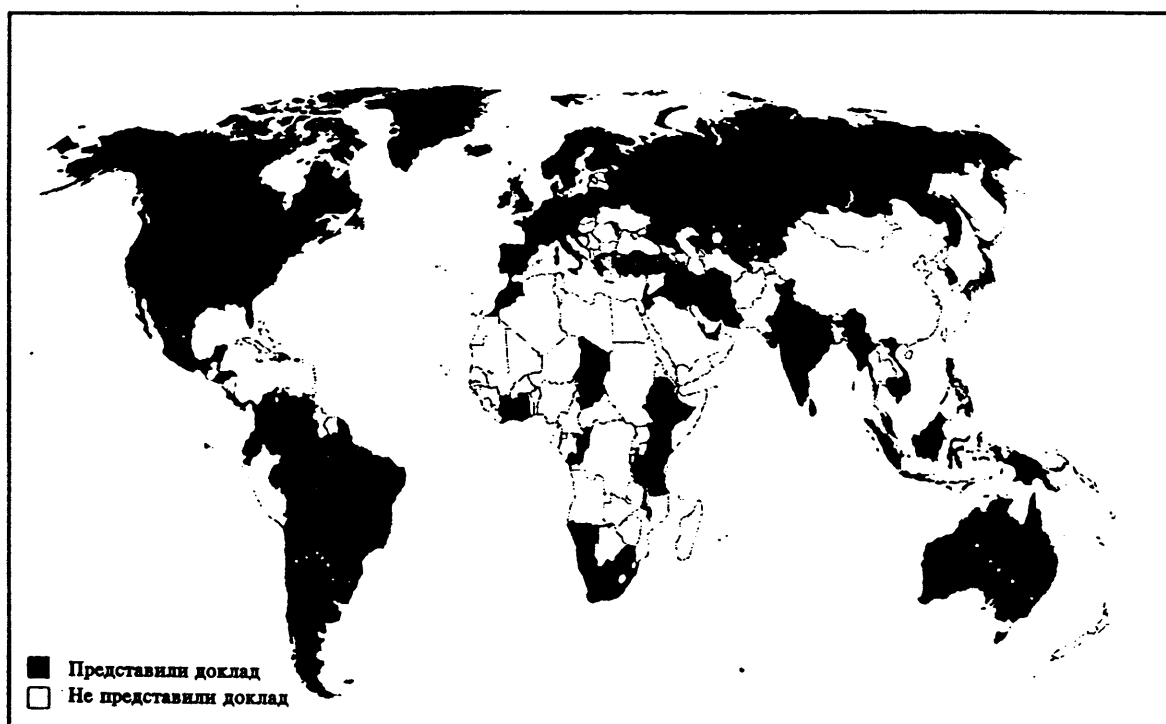 Представили доклад
Не представили доклад